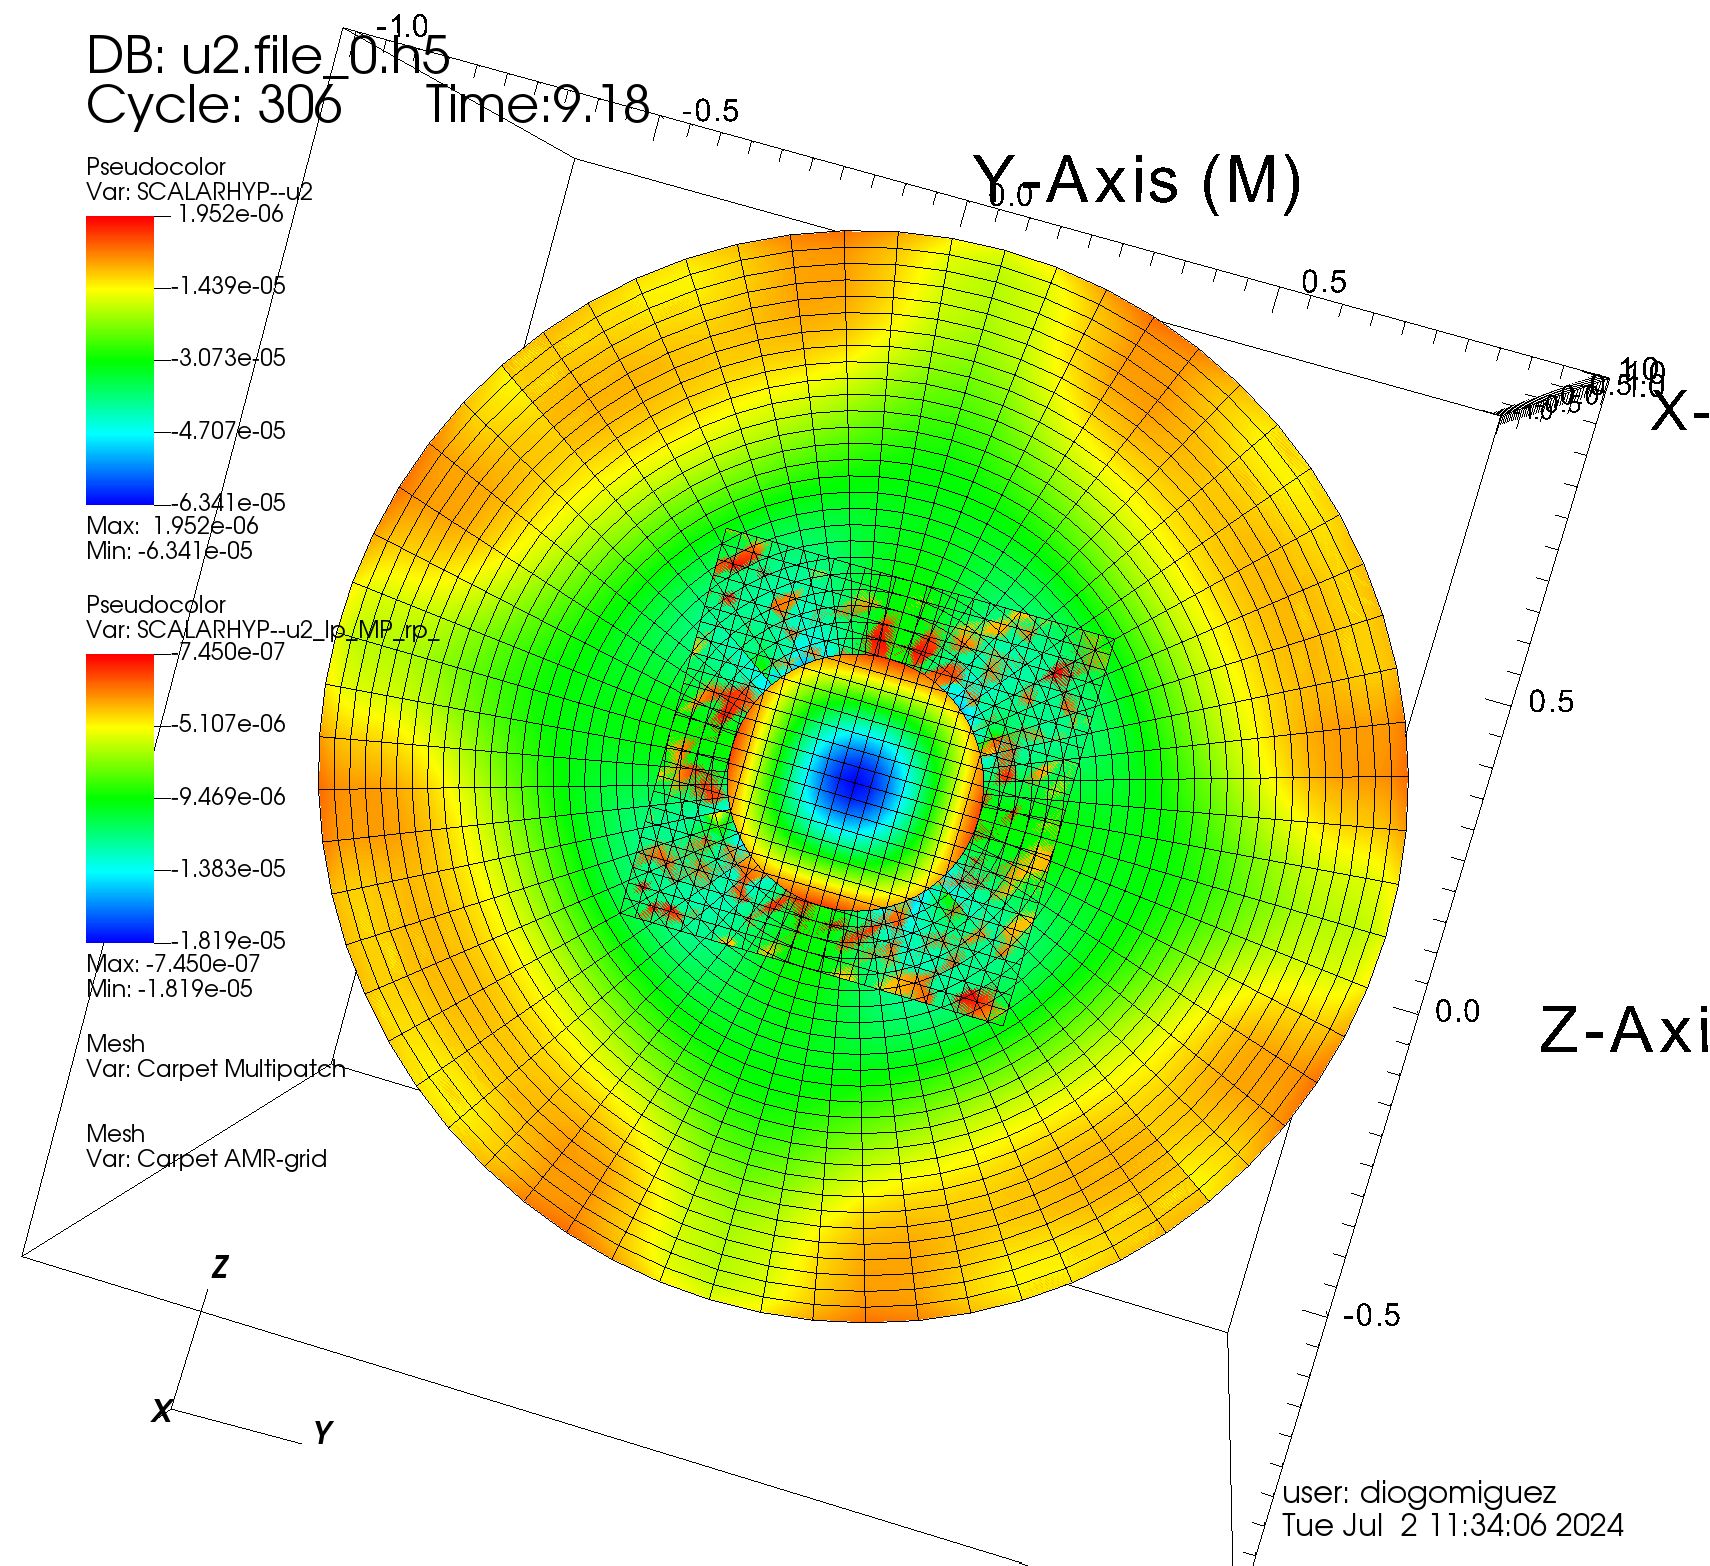 DB: u2.file_0.h5
Cycle: 306 Time:9.18
Pseudocolor
Var: SCALARHYP--u2
1.952e-06
-1.439e-05
-3.073e-05
-4.707e-05
-6.341e-05
Max: 1.952e-06
Min: -6.341e-05
Pseudocolor
Var: SCALARHYP--u2_lp_MP_rp_
-7.450e-07
-5.107e-06
-9.469e-06
-1.383e-05
-1.819e-05
Max: -7.450e-07
Min: -1.819e-05
Mesh
Var: Carpet Multipatch
Mesh
Var: Carpet AMR-grid
-1.0
-0.5
Y-Axis (M)
0.0
0.5
1.0
X-
0.5
0.0
Z-Axi
-0.5
Z
X
Y
user: diogomiguez
Tue Jul 2 11:34:06 2024